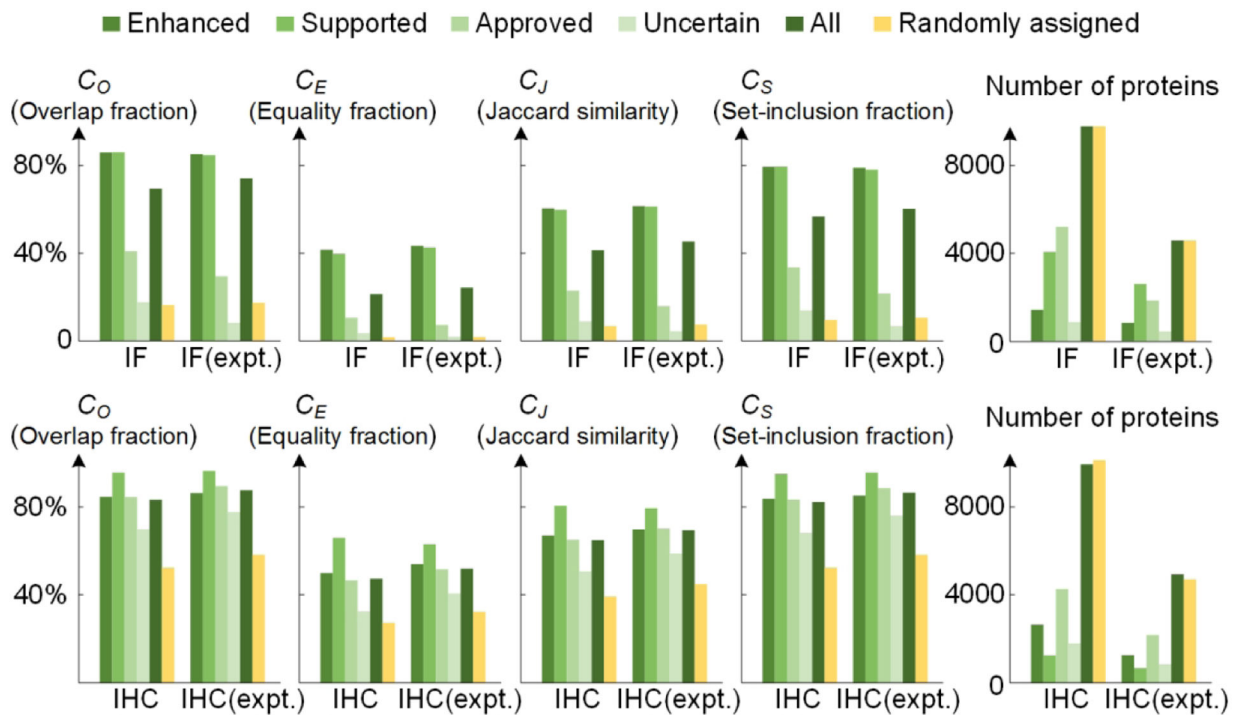 Enhanced Supported Approved Uncertain All Randomly assigned
C_O C_E C_J C_S Number of proteins
(Overlap fraction) (Equality fraction) (Jaccard similarity) (Set-inclusion fraction)
80% 8000
40% 4000
0 0
IF IF(expt.) IF IF(expt.) IF IF(expt.) IF IF(expt.) IF IF(expt.)
C_O C_E C_J C_S Number of proteins
(Overlap fraction) (Equality fraction) (Jaccard similarity) (Set-inclusion fraction)
80% 8000
40% 4000
0
IHC IHC(expt.) IHC IHC(expt.) IHC IHC(expt.) IHC IHC(expt.) IHC IHC(expt.)